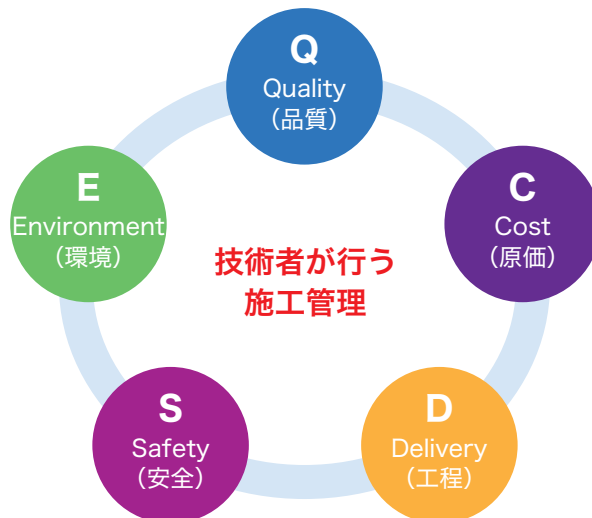 Q
Quality
（品質）
C
Cost
（原価）
D
Delivery
（工程）
S
Safety
（安全）
E
Environment
（環境）
技術者が行う
施工管理